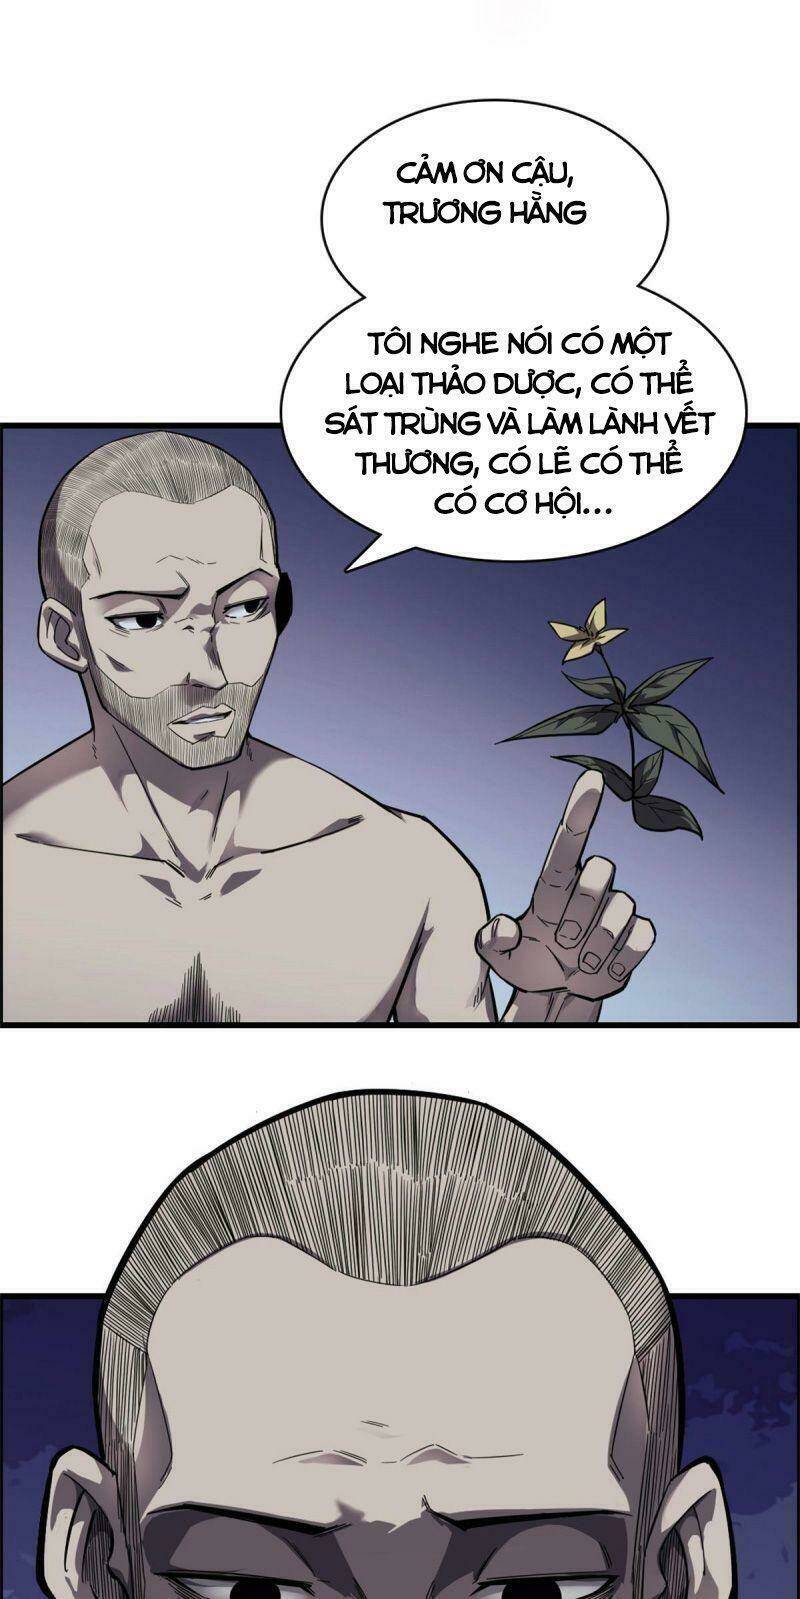 CẢM ƠN CẬU,
TRƯƠNG HẰNG
TÔI NGHE NÓI CÓ MỘT
LOẠI THẢO DƯỢC, CÓ THỂ
SÁT TRÙNG VÀ LÀM LÀNH VẾT
THƯƠNG, CÓ LẼ CÓ THỂ
CÓ CƠ HỘI...